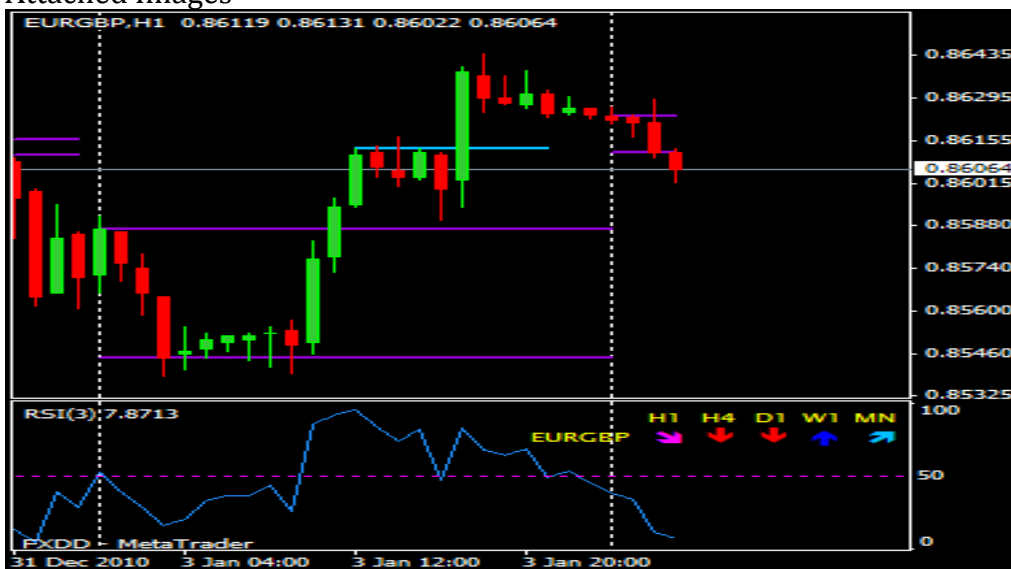 Attached Images
EURGBP,H1 0.86119 0.86131 0.86022 0.86064
0.86435
0.86295
0.86155
0.86064
0.86015
0.85880
0.85740
0.85600
0.85460
0.85325
RSI(3) 7.8713
100
H1 H4 D1 W1 MN
EURGBP
50
0
FXDD - MetaTrader
31 Dec 2010 3 Jan 04:00 3 Jan 12:00 3 Jan 20:00